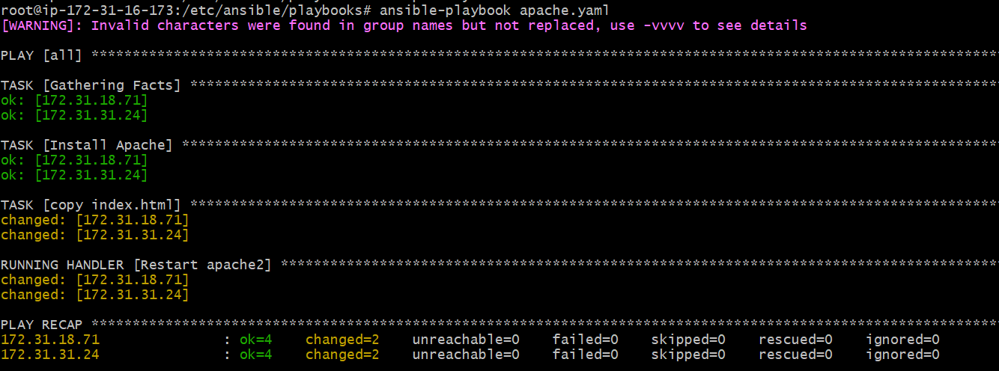 root@ip-172-31-16-173:/etc/ansible/playbooks# ansible-playbook apache.yaml
[WARNING]: Invalid characters were found in group names but not replaced, use -vvvv to see details
PLAY [all] **************************************************************************************************************
TASK [Gathering Facts] **************************************************************************************************
ok: [172.31.18.71]
ok: [172.31.31.24]
TASK [Install Apache] ***************************************************************************************************
ok: [172.31.18.71]
ok: [172.31.31.24]
TASK [copy index.html] **************************************************************************************************
changed: [172.31.18.71]
changed: [172.31.31.24]
RUNNING HANDLER [Restart apache2] ***************************************************************************************
changed: [172.31.18.71]
changed: [172.31.31.24]
PLAY RECAP **************************************************************************************************************
172.31.18.71               : ok=4    changed=2    unreachable=0    failed=0    skipped=0    rescued=0    ignored=0
172.31.31.24               : ok=4    changed=2    unreachable=0    failed=0    skipped=0    rescued=0    ignored=0